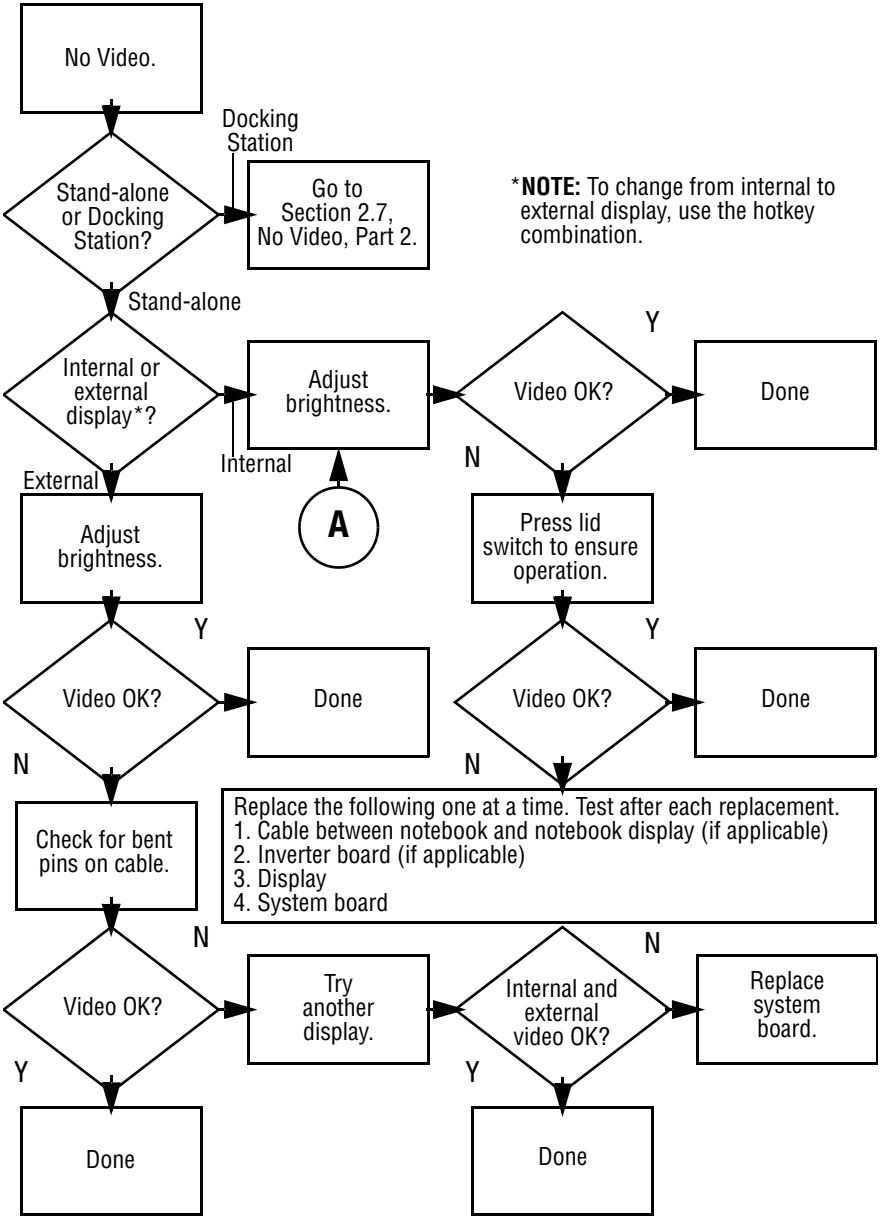 No Video.
Docking
Station
Stand-alone
or Docking
Station?
Go to
Section 2.7,
No Video, Part 2.
*NOTE: To change from internal to
external display, use the hotkey
combination.
Stand-alone
Internal or
external
display*?
Internal
Adjust
brightness.
Video OK?
Y
Done
N
A
External
Adjust
brightness.
Press lid
switch to ensure
operation.
Y
Video OK?
Done
N
Y
Video OK?
Done
N
Check for bent
pins on cable.
Replace the following one at a time. Test after each replacement.
1. Cable between notebook and notebook display (if applicable)
2. Inverter board (if applicable)
3. Display
4. System board
Video OK?
N
Try
another
display.
Internal and
external
video OK?
N
Replace
system
board.
Y
Y
Done
Done